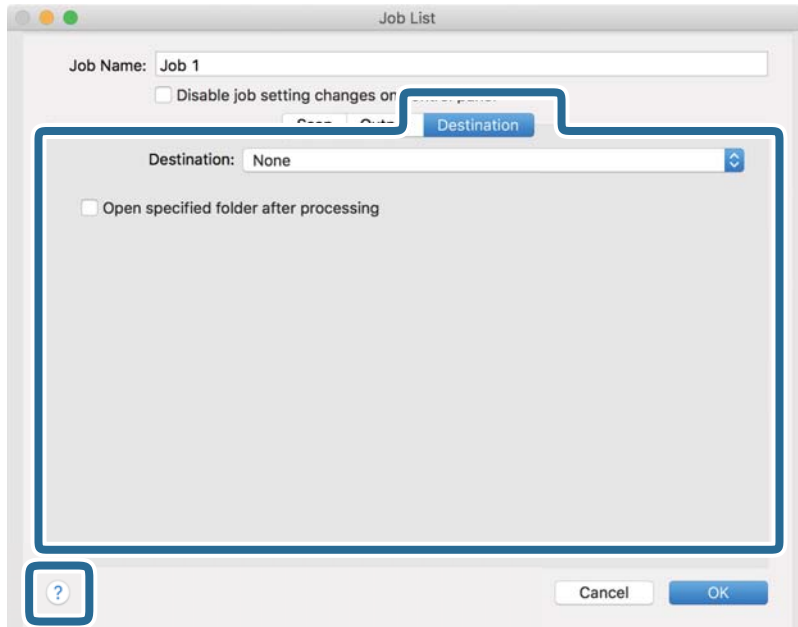 Job List
Job Name: Job 1
Disable job setting changes on
Destination
Destination: None
Open specified folder after processing
?
Cancel OK